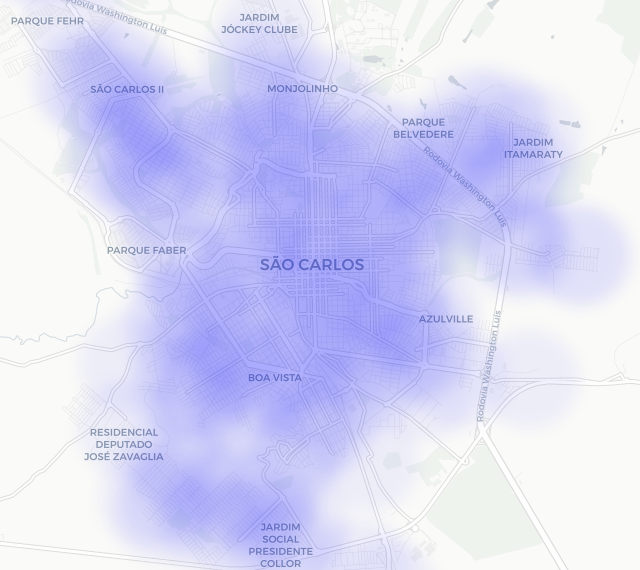 PARQUE FEHR
Rodovia Washington Luís
JARDIM
JÓCKEY CLUBE
SÃO CARLOS II
MONJOLINHO
PARQUE
BELVEDERE
JARDIM
ITAMARATY
Rodovia Washington Luís
PARQUE FABER
SÃO CARLOS
AZULVILLE
Rodovia Washington Luís
BOA VISTA
RESIDENCIAL
DEPUTADO
JOSÉ ZAVAGLIA
JARDIM
SOCIAL
PRESIDENTE
COLLOR